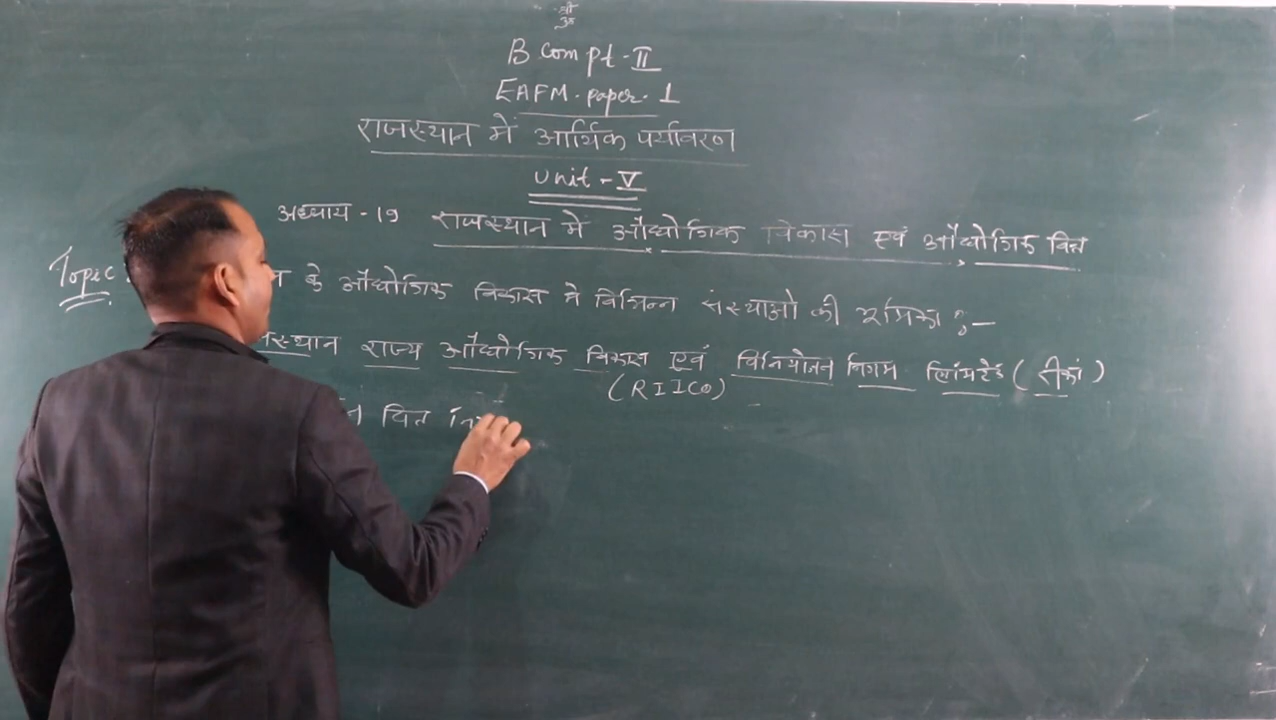 श्री
B Com pt-II
EAFM. paper-1
राजस्थान में आर्थिक पर्यावरण
Unit-V
अध्याय-19 राजस्थान में औद्योगिक विकास एवं औद्योगिक वित्त
Topic के औद्योगिक विकास में विभिन्न संस्थाओ की भूमिका :-
स्थान राज्य औद्योगिक विकास एवं विनियोजन निगम लिमिटेड (रीको)
(RIICO)
वित्त